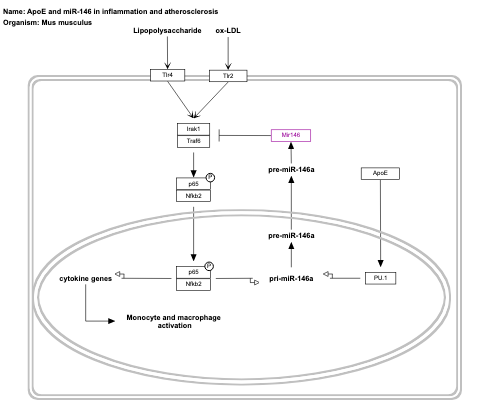 Name: ApoE and miR-146 in inflammation and atherosclerosis
Organism: Mus musculus
Lipopolysaccharide
ox-LDL
Tlr4
Tlr2
Irak1
Traf6
Mir146
pre-miR-146a
ApoE
P
p65
Nfkb2
pre-miR-146a
P
p65
Nfkb2
cytokine genes
pri-miR-146a
PU.1
Monocyte and macrophage
activation